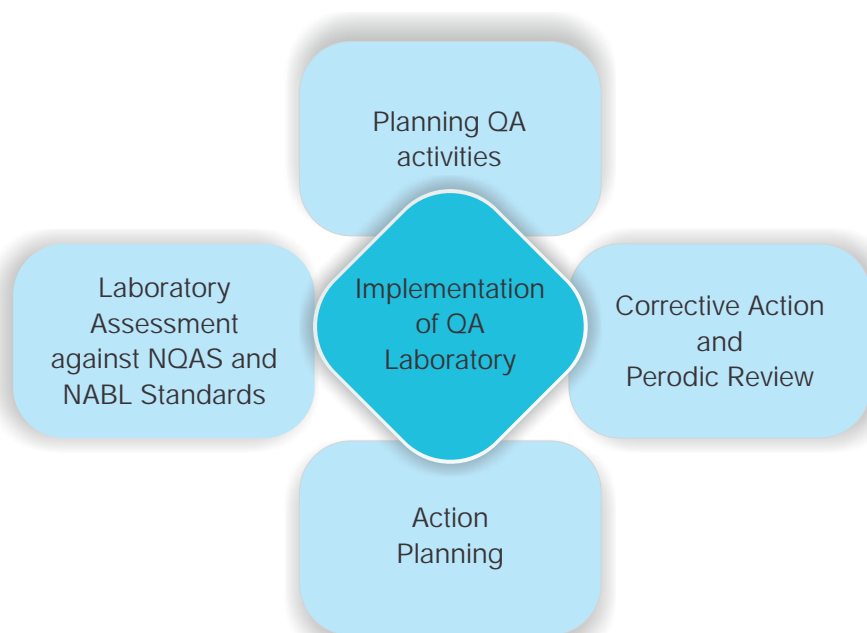 Planning QA
activities
Laboratory
Assessment
against NQAS and
NABL Standards
Implementation
of QA
Laboratory
Corrective Action
and
Perodic Review
Action
Planning